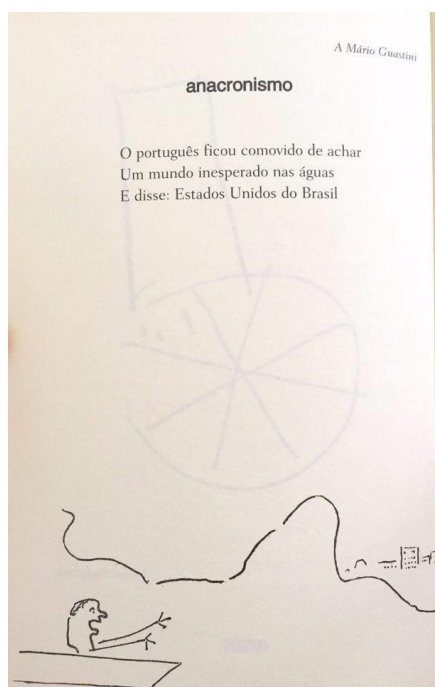 A Mário Guastini
anacronismo
O português ficou comovido de achar
Um mundo inesperado nas águas
E disse: Estados Unidos do Brasil